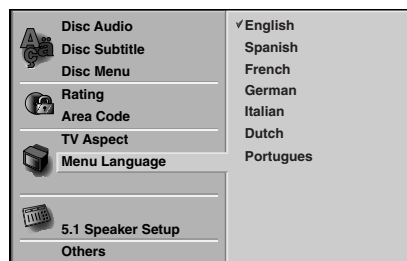 Disc Audio
Disc Subtitle
Disc Menu
Rating
Area Code
TV Aspect
Menu Language
5.1 Speaker Setup
Others
✓English
Spanish
French
German
Italian
Dutch
Portugues